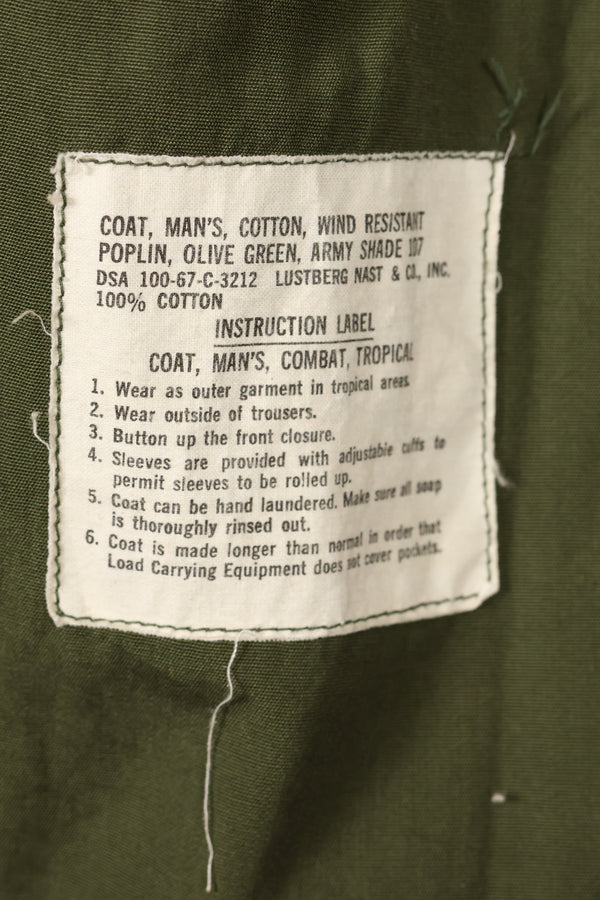 COAT, MAN'S, COTTON, WIND RESISTANT
POPLIN, OLIVE GREEN, ARMY SHADE 107
DSA 100-67-C-3212 LUSTBERG NAST & CO., INC.
100% COTTON
INSTRUCTION LABEL
COAT, MAN'S, COMBAT, TROPICAL
1. Wear as outer garment in tropical areas
2. Wear outside of trousers.
3. Button up the front closure.
4. Sleeves are provided with adjustable cuffs to
permit sleeves to be rolled up.
5. Coat can be hand laundered. Make sure all soap
is thoroughly rinsed out.
6. Coat is made longer than normal in order that
Load Carrying Equipment does not cover pockets.